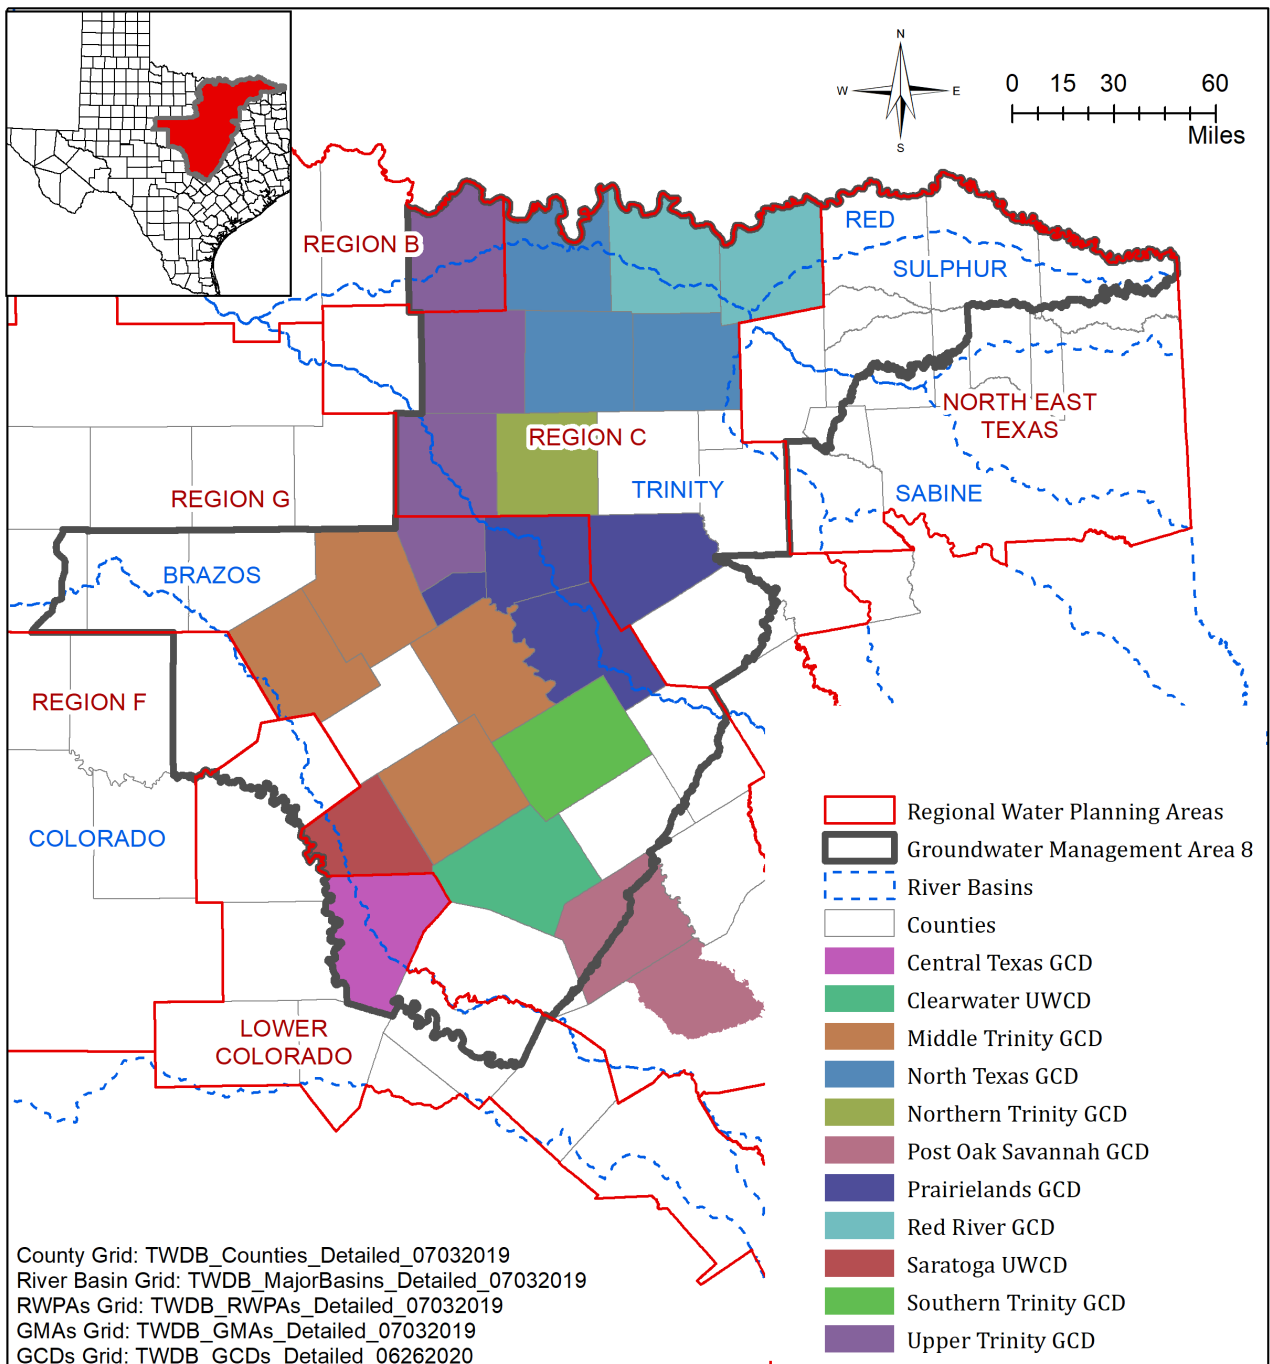 N
W E
S
0 15 30 60
Miles
REGION B
RED
SULPHUR
NORTH EAST
TEXAS
REGION C
REGION G
TRINITY
SABINE
BRAZOS
REGION F
COLORADO
LOWER
COLORADO
Regional Water Planning Areas
Groundwater Management Area 8
River Basins
Counties
Central Texas GCD
Clearwater UWCD
Middle Trinity GCD
North Texas GCD
Northern Trinity GCD
Post Oak Savannah GCD
Prairielands GCD
Red River GCD
Saratoga UWCD
Southern Trinity GCD
Upper Trinity GCD
County Grid: TWDB_Counties_Detailed_07032019
River Basin Grid: TWDB_MajorBasins_Detailed_07032019
RWPAs Grid: TWDB_RWPAs_Detailed_07032019
GMAs Grid: TWDB_GMAs_Detailed_07032019
GCDs Grid: TWDB_GCDs_Detailed_06262020